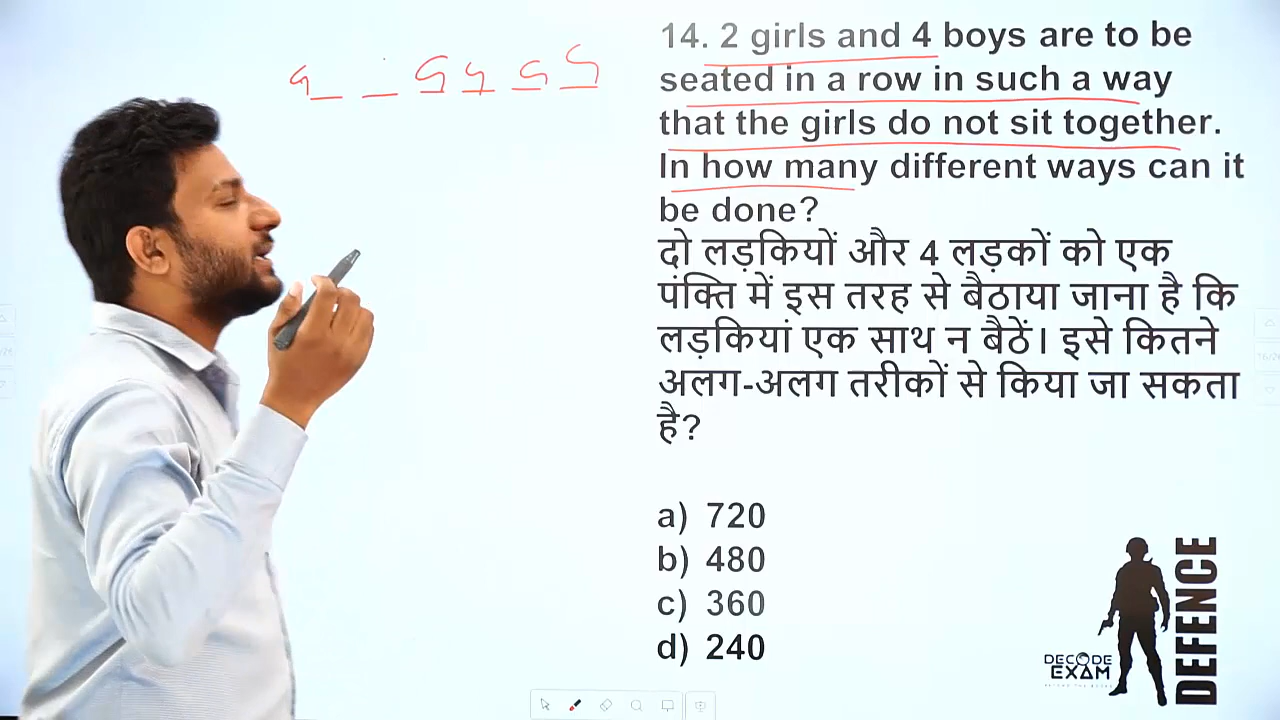 14. 2 girls and 4 boys are to be
seated in a row in such a way
that the girls do not sit together.
In how many different ways can it
be done?
दो लड़कियों और 4 लड़कों को एक
पंक्ति में इस तरह से बैठाया जाना है कि
लड़कियां एक साथ न बैठें। इसे कितने
अलग-अलग तरीकों से किया जा सकता
है?
a) 720
b) 480
c) 360
d) 240
DECODE
EXAM
DEFENCE